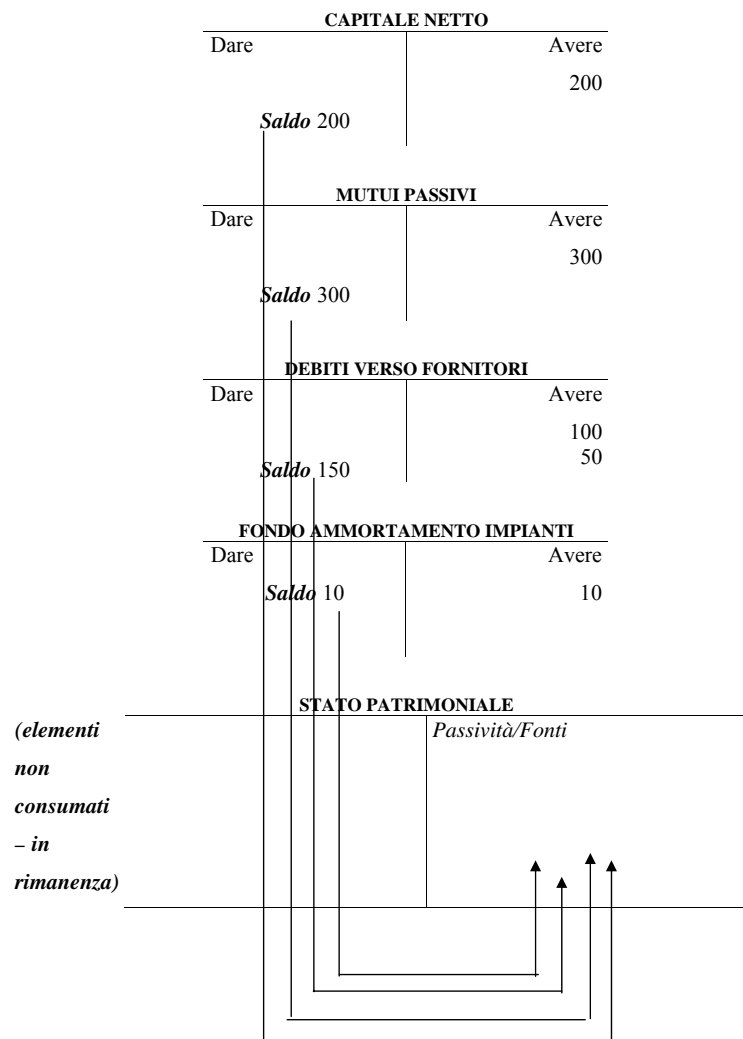 CAPITALE NETTO
Dare Avere
200
Saldo 200
MUTUI PASSIVI
Dare Avere
300
Saldo 300
DEBITI VERSO FORNITORI
Dare Avere
100
50
Saldo 150
FONDO AMMORTAMENTO IMPIANTI
Dare Avere
Saldo 10 10
STATO PATRIMONIALE
(elementi Passività/Fonti
non
consumati
– in
rimanenza)